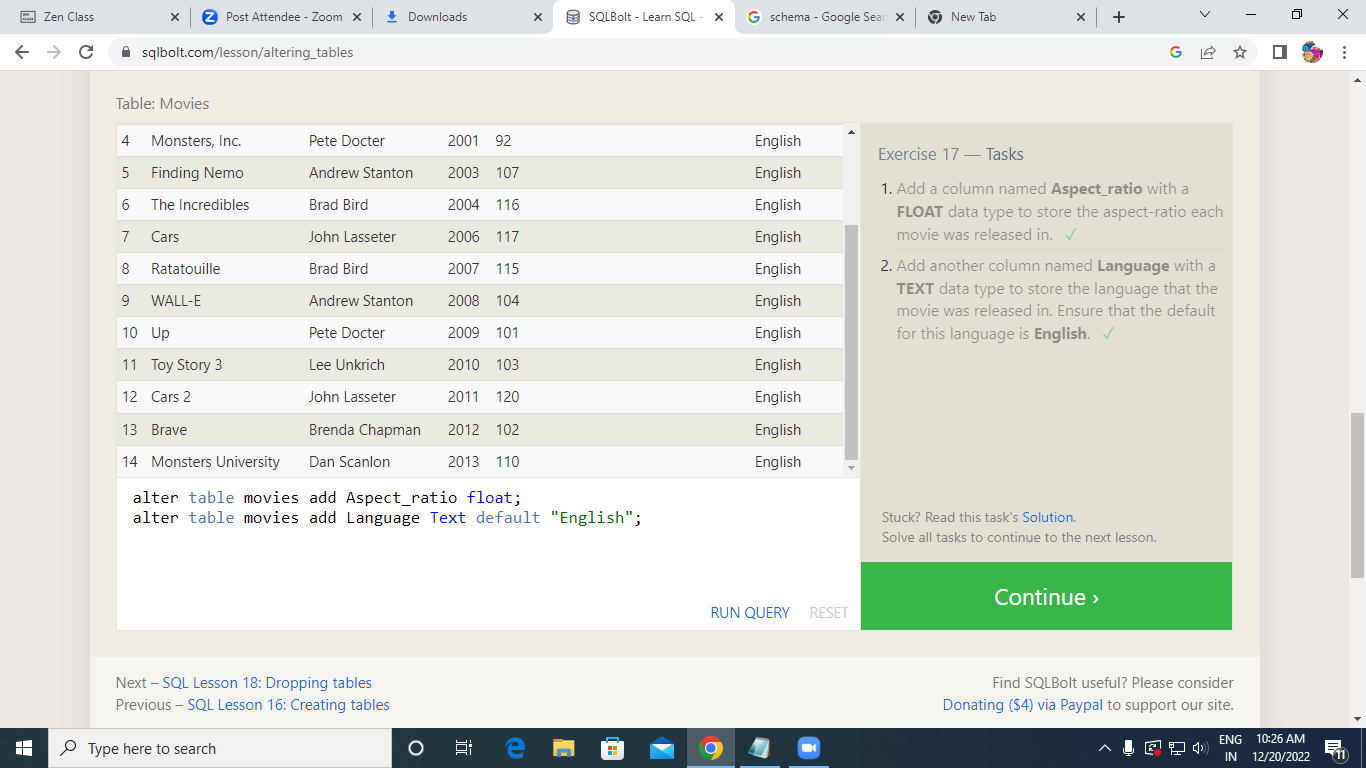 Zen Class
Post Attendee - Zoom
Downloads
SQLBolt - Learn SQL -
schema - Google Sear
New Tab
sqlbolt.com/lesson/altering_tables
Table: Movies
4 Monsters, Inc. Pete Docter 2001 92 English
5 Finding Nemo Andrew Stanton 2003 107 English
6 The Incredibles Brad Bird 2004 116 English
7 Cars John Lasseter 2006 117 English
8 Ratatouille Brad Bird 2007 115 English
9 WALL-E Andrew Stanton 2008 104 English
10 Up Pete Docter 2009 101 English
11 Toy Story 3 Lee Unkrich 2010 103 English
12 Cars 2 John Lasseter 2011 120 English
13 Brave Brenda Chapman 2012 102 English
14 Monsters University Dan Scanlon 2013 110 English
alter table movies add Aspect_ratio float;
alter table movies add Language Text default "English";
RUN QUERY RESET
Exercise 17 — Tasks
1. Add a column named Aspect_ratio with a
FLOAT data type to store the aspect-ratio each
movie was released in. ✓
2. Add another column named Language with a
TEXT data type to store the language that the
movie was released in. Ensure that the default
for this language is English. ✓
Stuck? Read this task's Solution.
Solve all tasks to continue to the next lesson.
Continue ›
Next – SQL Lesson 18: Dropping tables
Previous – SQL Lesson 16: Creating tables
Find SQLBolt useful? Please consider
Donating ($4) via Paypal to support our site.
Type here to search
ENG
IN
10:26 AM
12/20/2022
11